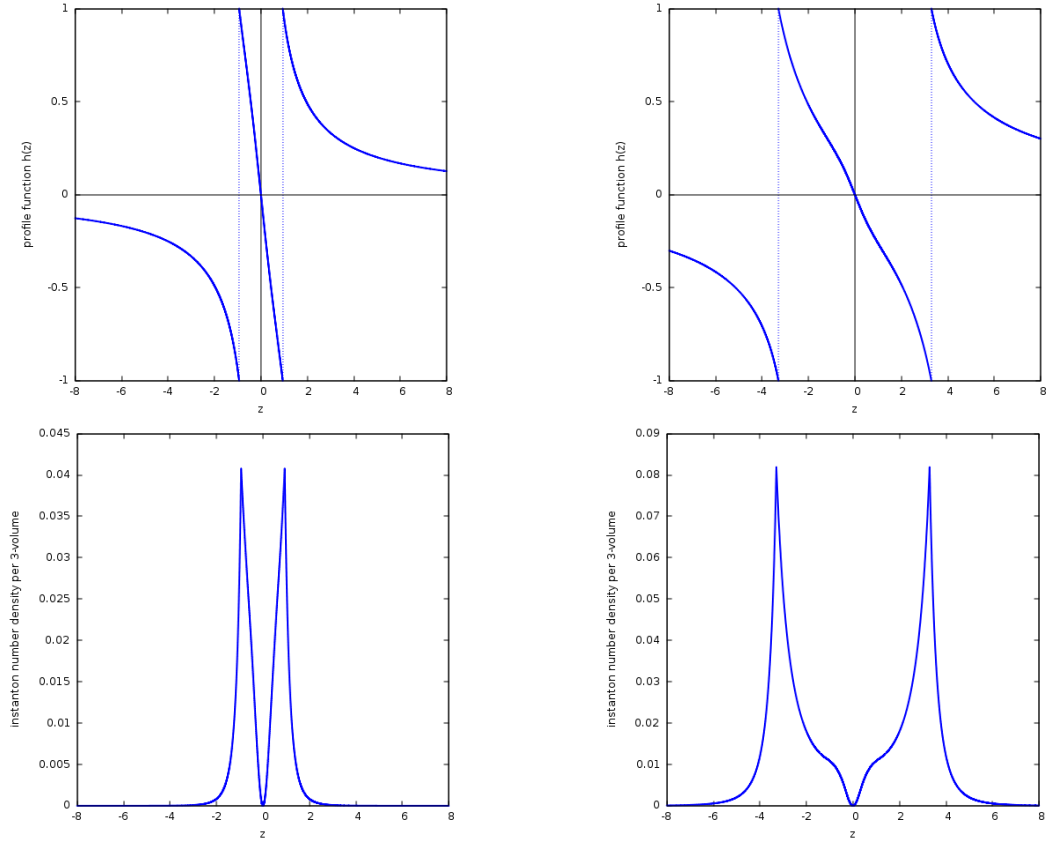 1
0.5
0
-0.5
-1
profile function h(z)
-8 -6 -4 -2 0 2 4 6 8
z
1
0.5
0
-0.5
-1
profile function h(z)
-8 -6 -4 -2 0 2 4 6 8
z
0.045
0.04
0.035
0.03
0.025
0.02
0.015
0.01
0.005
0
instanton number density per 3-volume
-8 -6 -4 -2 0 2 4 6 8
z
0.09
0.08
0.07
0.06
0.05
0.04
0.03
0.02
0.01
0
instanton number density per 3-volume
-8 -6 -4 -2 0 2 4 6 8
z